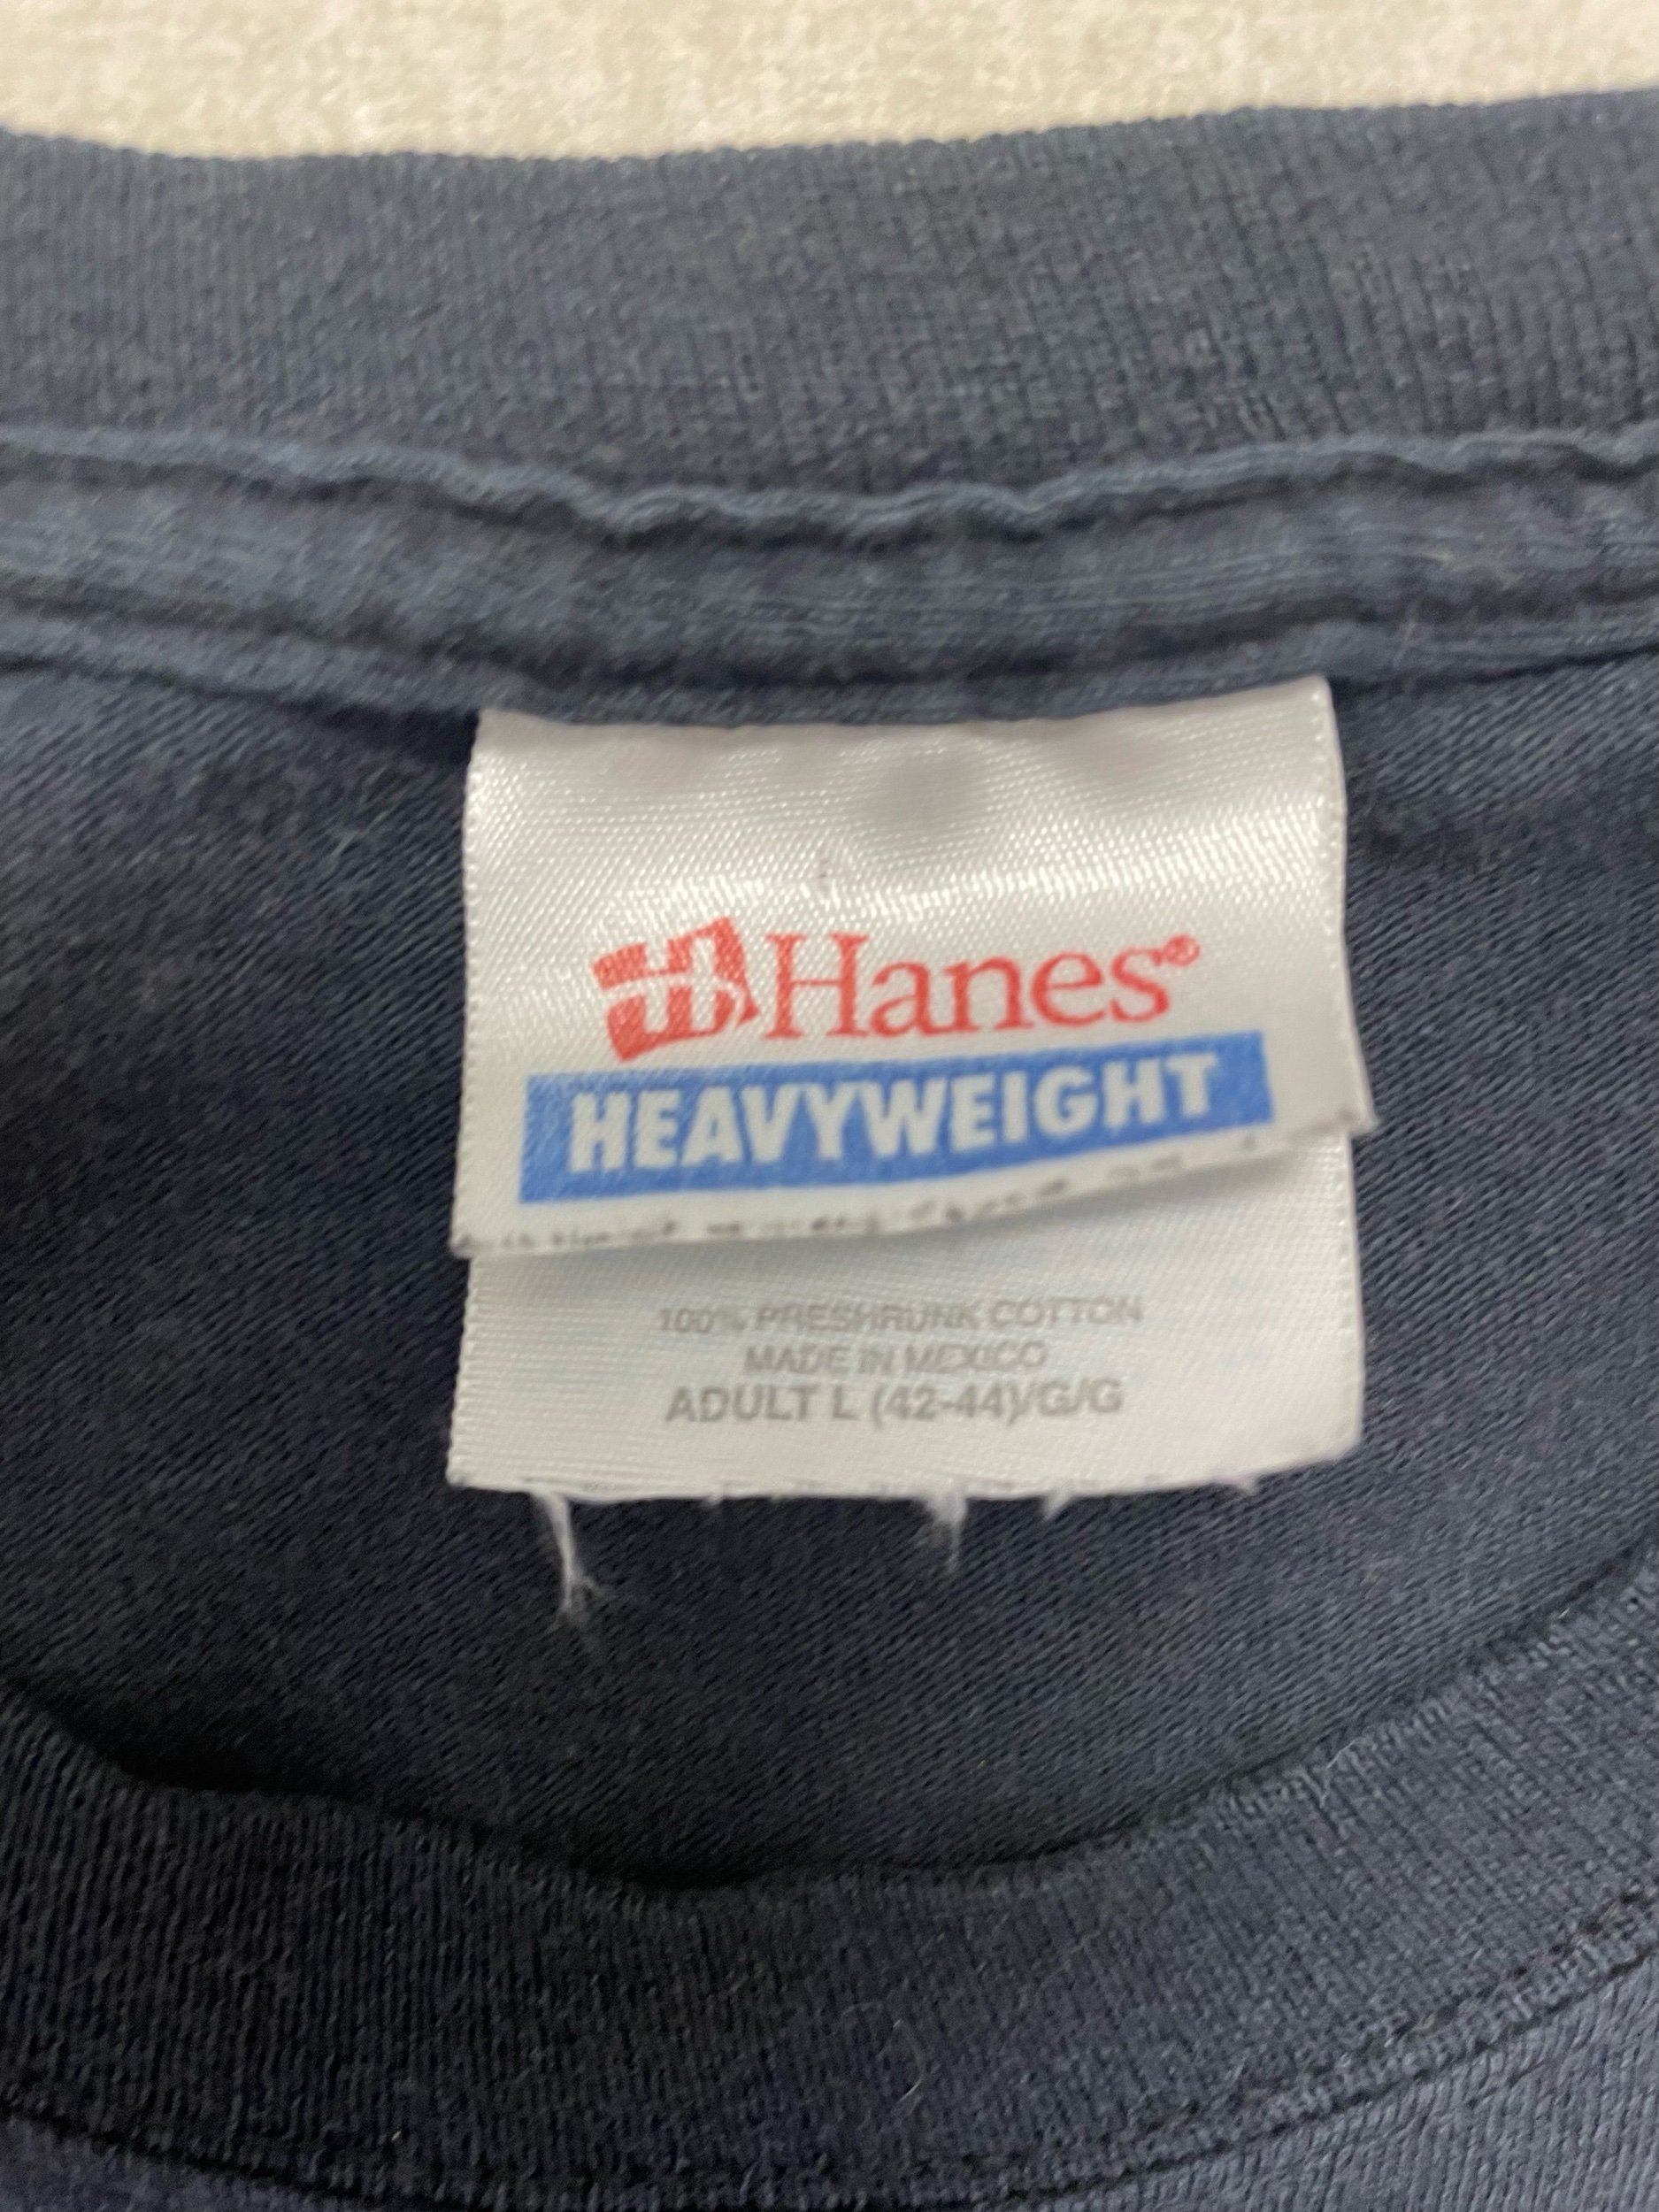 Hanes®
HEAVYWEIGHT
100% PRESHRUNK COTTON
MADE IN MEXICO
ADULT L (42-44)/G/G